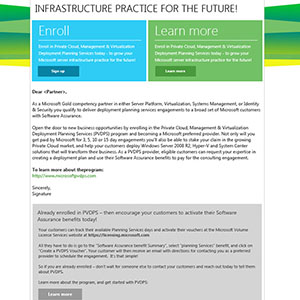 INFRASTRUCTURE PRACTICE FOR THE FUTURE!
Enroll
Enroll in Private Cloud, Management & Virtualization
Deployment Planning Services today - to grow your
Microsoft server infrastructure practice for the future!
Sign up
Learn more
Enroll in Private Cloud, Management & Virtualization
Deployment Planning Services today - to grow your
Microsoft server infrastructure practice for the future!
Learn more
Dear <Partner>,
As a Microsoft Gold competency partner in either Server Platform, Virtualization, Systems Management, or Identity
& Security you qualify to deliver deployment planning services engagements to a broad set of Microsoft customers
with Software Assurance.
Open the door to new business opportunities by enrolling in the Private Cloud, Management & Virtualization
Deployment Planning Services (PVDPS) program and becoming a Microsoft preferred provider. Not only will you
get paid by Microsoft for 3, 5, 10 or 15 day engagements you'll also be able to stake your claim in the growing
Private Cloud market, and help your customers deploy Windows Server 2008 R2, Hyper-V and System Center
solutions that will transform their business. As a PVDPS provider, eligible customers can request your expertise in
creating a deployment plan and use their Software Assurance benefits to pay for the consulting engagement.
To learn more about theprogram:
http://www.microsoftpvdps.com
Sincerely,
Signature
Already enrolled in PVDPS – then encourage your customers to activate their Software
Assurance benefits today!
Your customers can track their available Planning Services days and activate their vouchers at the Microsoft Volume
License Services website at https://licensing.microsoft.com
All they have to do is go to the "Software Assurance Benefit Summary", select "planning Services" benefit, and click on
"Create a PVDPS Voucher". Your customer will then receive an email with directions for contacting you as a preferred
provider to schedule the engagement. It's that simple!
So if you are already enrolled – don't wait for someone else to contact your customers and reach out today to tell them
about PVDPS.
Learn more about the program, and get started with PVDPS:
Learn more